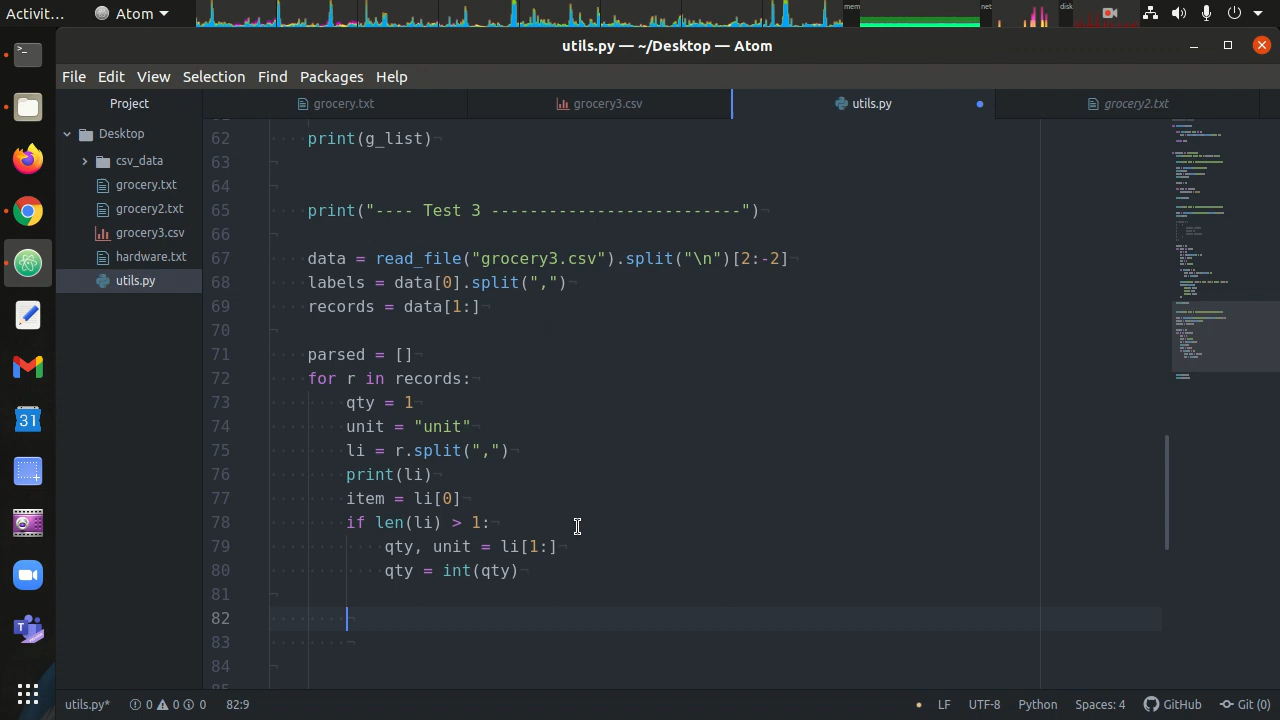 Activit...
Atom
mem
net
disk
utils.py — ~/Desktop — Atom
File Edit View Selection Find Packages Help
Project
grocery.txt
grocery3.csv
utils.py
grocery2.txt
Desktop
csv_data
grocery.txt
grocery2.txt
grocery3.csv
hardware.txt
utils.py
62 print(g_list)
63
64
65 print("---- Test 3 --------------------------")
66
67 data = read_file("grocery3.csv").split("\n")[2:-2]
68 labels = data[0].split(",")
69 records = data[1:]
70
71 parsed = []
72 for r in records:
73 qty = 1
74 unit = "unit"
75 li = r.split(",")
76 print(li)
77 item = li[0]
78 if len(li) > 1:
79 qty, unit = li[1:]
80 qty = int(qty)
81
82
83
84
31
utils.py* 0 0 0 82:9 LF UTF-8 Python Spaces: 4 GitHub Git (0)